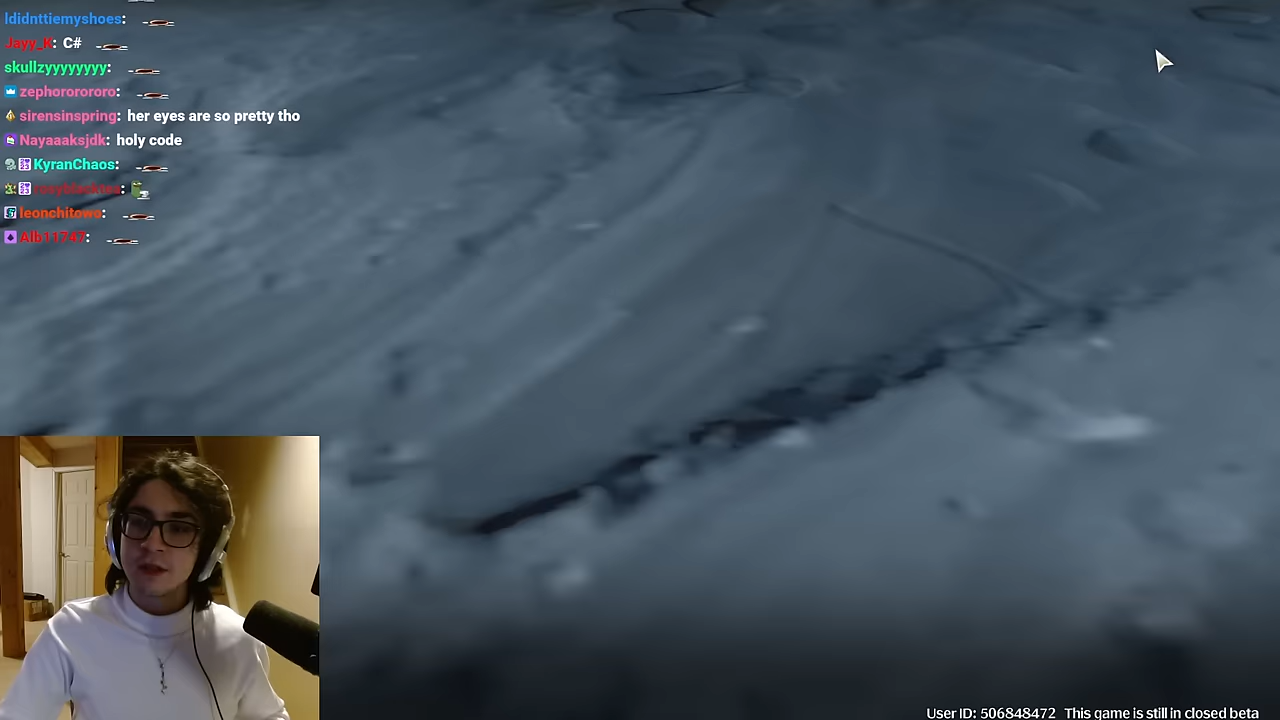 ldidnttiemyshoes:
Jayy_K: C#
skullzyyyyyyyy:
zephororororo:
sirensinspring: her eyes are so pretty tho
Nayaaaksjdk: holy code
KyranChaos:
leonchitowo:
Alb11747:
User ID: 506848472 This game is still in closed beta